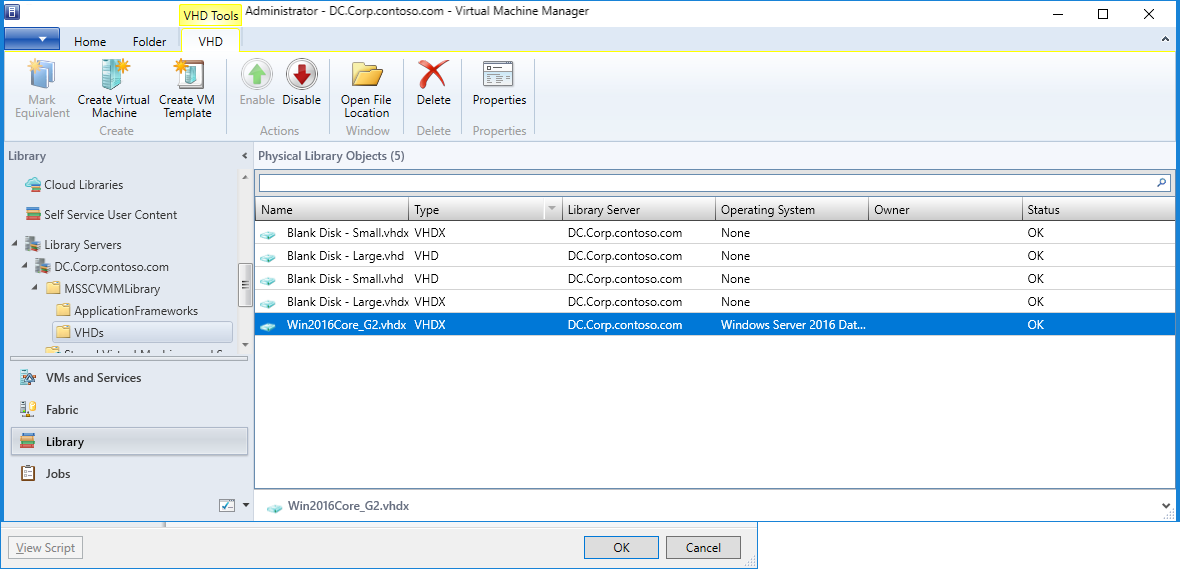 VHD Tools Administrator - DC.Corp.contoso.com - Virtual Machine Manager
Home Folder VHD
Mark Equivalent
Create Virtual Machine
Create VM Template
Create
Enable
Disable
Actions
Open File Location
Window
Delete
Delete
Properties
Properties
Library
Cloud Libraries
Self Service User Content
Library Servers
DC.Corp.contoso.com
MSSCVMMLibrary
ApplicationFrameworks
VHDs
VMs and Services
Fabric
Library
Jobs
Physical Library Objects (5)
Name Type Library Server Operating System Owner Status
Blank Disk - Small.vhdx VHDX DC.Corp.contoso.com None OK
Blank Disk - Large.vhd VHD DC.Corp.contoso.com None OK
Blank Disk - Small.vhd VHD DC.Corp.contoso.com None OK
Blank Disk - Large.vhdx VHDX DC.Corp.contoso.com None OK
Win2016Core_G2.vhdx VHDX DC.Corp.contoso.com Windows Server 2016 Dat... OK
Win2016Core_G2.vhdx
View Script OK Cancel